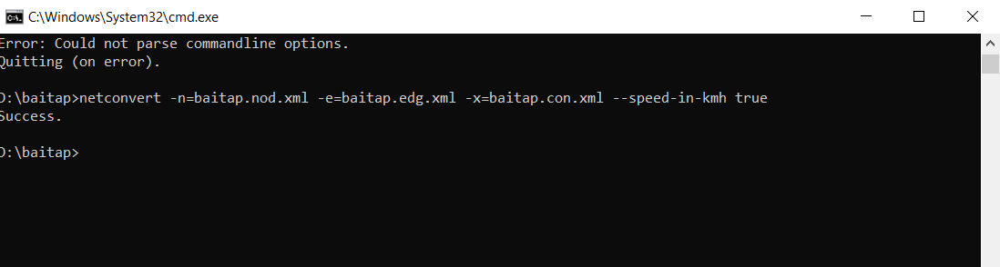 C:\Windows\System32\cmd.exe
Error: Could not parse commandline options.
Quitting (on error).
D:\baitap>netconvert -n=baitap.nod.xml -e=baitap.edg.xml -x=baitap.con.xml --speed-in-kmh true
Success.
D:\baitap>